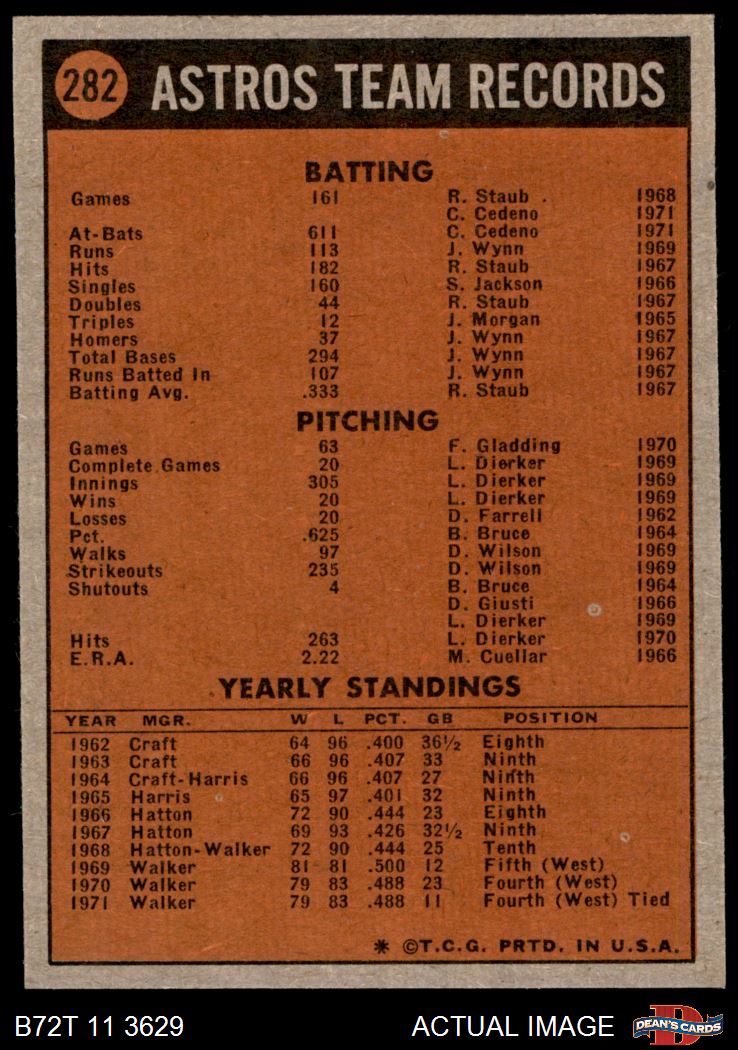 282 ASTROS TEAM RECORDS
BATTING
Games 161 R. Staub 1968
C. Cedeno 1971
At-Bats 611 C. Cedeno 1971
Runs 113 J. Wynn 1969
Hits 182 R. Staub 1967
Singles 160 S. Jackson 1966
Doubles 44 R. Staub 1967
Triples 12 J. Morgan 1965
Homers 37 J. Wynn 1967
Total Bases 294 J. Wynn 1967
Runs Batted In 107 J. Wynn 1967
Batting Avg. .333 R. Staub 1967
PITCHING
Games 63 F. Gladding 1970
Complete Games 20 L. Dierker 1969
Innings 305 L. Dierker 1969
Wins 20 L. Dierker 1969
Losses 20 D. Farrell 1962
Pct. .625 B. Bruce 1964
Walks 97 D. Wilson 1969
Strikeouts 235 D. Wilson 1969
Shutouts 4 B. Bruce 1964
D. Giusti 1966
L. Dierker 1969
Hits 263 L. Dierker 1970
E.R.A. 2.22 M. Cuellar 1966
YEARLY STANDINGS
YEAR MGR. W L PCT. GB POSITION
1962 Craft 64 96 .400 36½ Eighth
1963 Craft 66 96 .407 33 Ninth
1964 Craft-Harris 66 96 .407 27 Ninth
1965 Harris 65 97 .401 32 Ninth
1966 Hatton 72 90 .444 23 Eighth
1967 Hatton 69 93 .426 32½ Ninth
1968 Hatton-Walker 72 90 .444 25 Tenth
1969 Walker 81 81 .500 12 Fifth (West)
1970 Walker 79 83 .488 23 Fourth (West)
1971 Walker 79 83 .488 11 Fourth (West) Tied
* ©T.C.G. PRTD. IN U.S.A.
B72T 11 3629 ACTUAL IMAGE DEAN'S CARDS